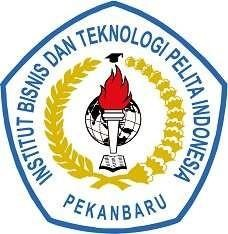 INSTITUT BISNIS DAN TEKNOLOGI PELITA INDONESIA
PEKANBARU